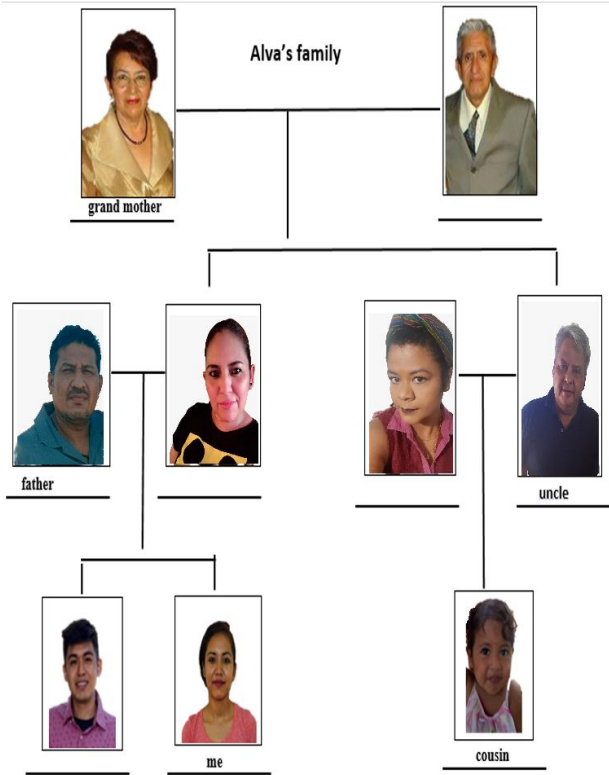 Alva's family
grand mother
father
uncle
me
cousin